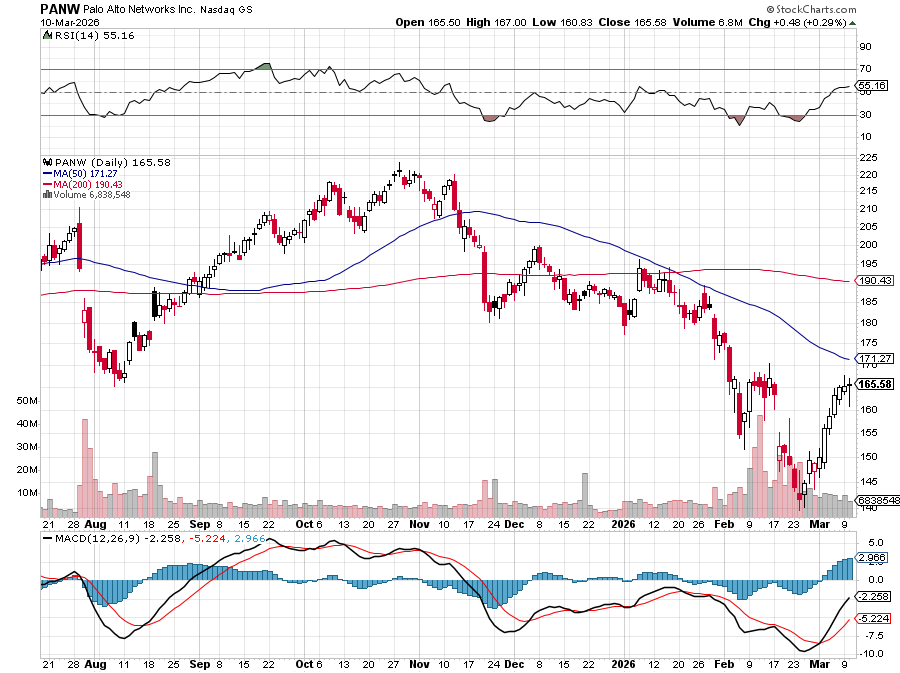 PANW Palo Alto Networks Inc. Nasdaq GS
© StockCharts.com
10-Mar-2026
Open 165.50 High 167.00 Low 160.83 Close 165.58 Volume 6.8M Chg +0.48 (+0.29%)
RSI(14) 55.16
90
70
55.16
50
30
10
PANW (Daily) 165.58
MA(50) 171.27
MA(200) 190.43
Volume 6,838,548
225
220
215
210
205
200
195
190.43
185
180
175
171.27
170
165.58
160
155
150
145
140
6838548
50M
40M
30M
20M
10M
21 28 Aug 11 18 25 Sep 8 15 22 Oct 6 13 20 27 Nov 10 17 24 Dec 8 15 22 2026 12 20 26 Feb 9 17 23 Mar 9
MACD(12,26,9) -2.258, -5.224, 2.966
5.0
2.966
2.5
0.0
-2.258
-5.224
-7.5
-10.0
21 28 Aug 11 18 25 Sep 8 15 22 Oct 6 13 20 27 Nov 10 17 24 Dec 8 15 22 2026 12 20 26 Feb 9 17 23 Mar 9